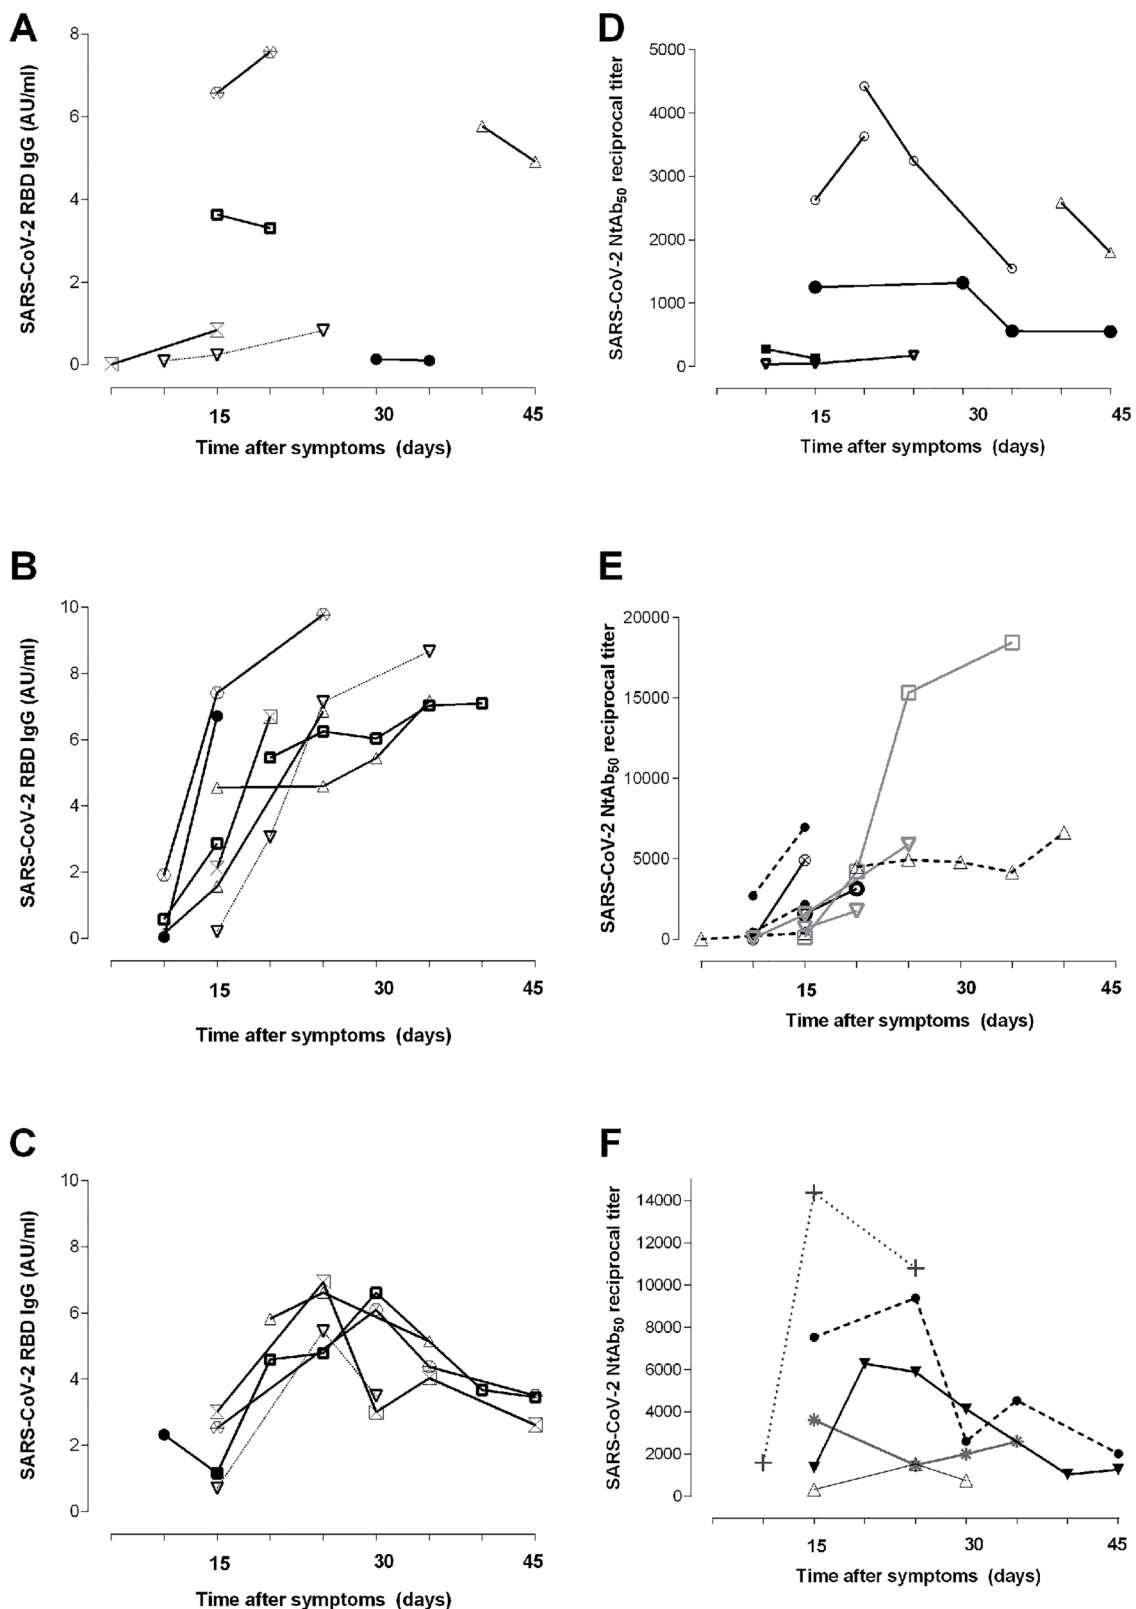 A
SARS-CoV-2 RBD IgG (AU/ml)
8
6
4
2
0
15 30 45
Time after symptoms (days)
D
SARS-CoV-2 NtAb50 reciprocal titer
5000
4000
3000
2000
1000
0
15 30 45
Time after symptoms (days)
B
SARS-CoV-2 RBD IgG (AU/ml)
10
8
6
4
2
0
15 30 45
Time after symptoms (days)
E
SARS-CoV-2 NtAb50 reciprocal titer
20000
15000
10000
5000
0
15 30 45
Time after symptoms (days)
C
SARS-CoV-2 RBD IgG (AU/ml)
10
8
6
4
2
0
15 30 45
Time after symptoms (days)
F
SARS-CoV-2 NtAb50 reciprocal titer
14000
12000
10000
8000
6000
4000
2000
0
15 30 45
Time after symptoms (days)